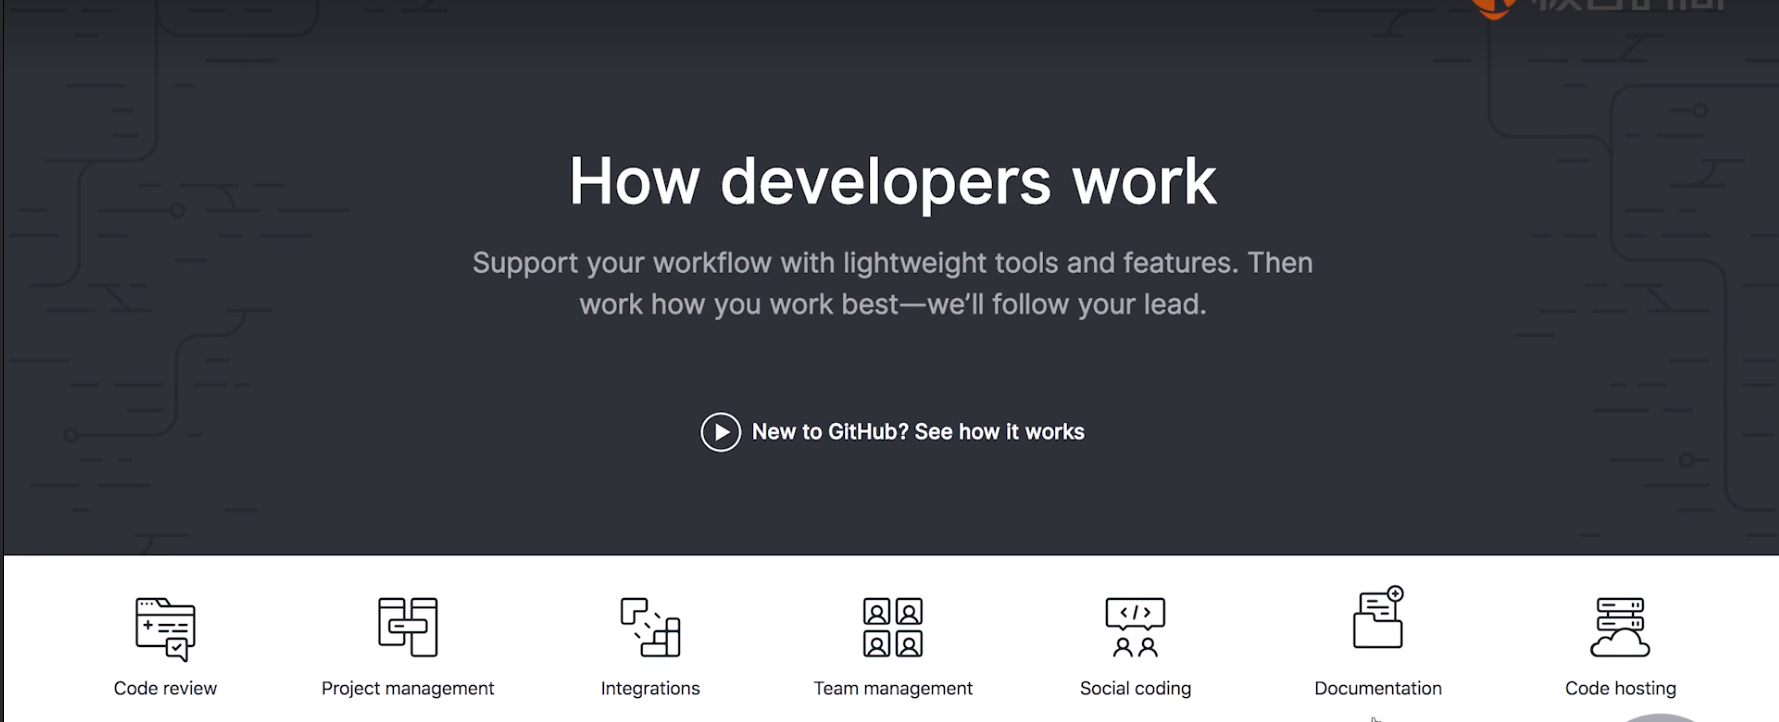 How developers work
Support your workflow with lightweight tools and features. Then
work how you work best—we’ll follow your lead.
New to GitHub? See how it works
Code review
Project management
Integrations
Team management
Social coding
Documentation
Code hosting